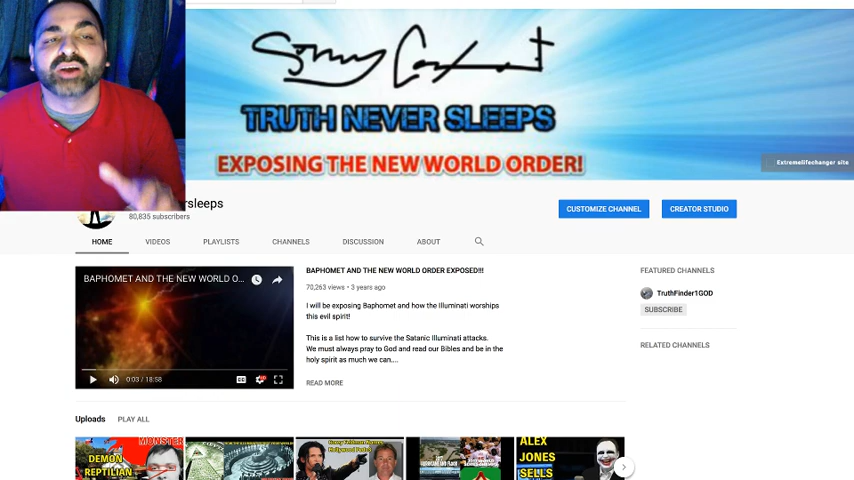 TRUTH NEVER SLEEPS
EXPOSING THE NEW WORLD ORDER!
Extremelifechanger site
rsleeps
80,835 subscribers
CUSTOMIZE CHANNEL
CREATOR STUDIO
HOME
VIDEOS
PLAYLISTS
CHANNELS
DISCUSSION
ABOUT
BAPHOMET AND THE NEW WORLD O...
0:03 / 18:58
BAPHOMET AND THE NEW WORLD ORDER EXPOSED!!!
70,263 views • 3 years ago
I will be exposing Baphomet and how the Illuminati worships
this evil spirit!
This is a list how to survive the Satanic Illuminati attacks.
We must always pray to God and read our Bibles and be in the
holy spirit as much we can....
READ MORE
FEATURED CHANNELS
TruthFinder1GOD
SUBSCRIBE
RELATED CHANNELS
Uploads
PLAY ALL
MONSTER
DEMON
REPTILIAN
Corey Feldman Names
Hollywood Pedo's
ALEX
JONES
SELLS